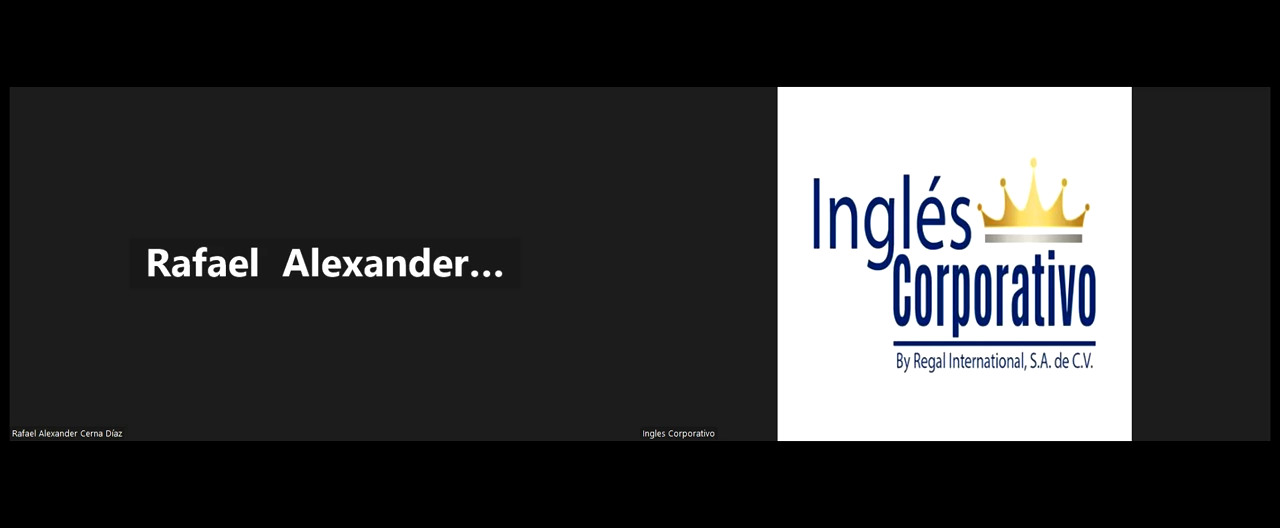 Rafael Alexander...
Rafael Alexander Cerna Díaz
Inglés
Corporativo
By Regal International, S.A. de C.V.
Ingles Corporativo